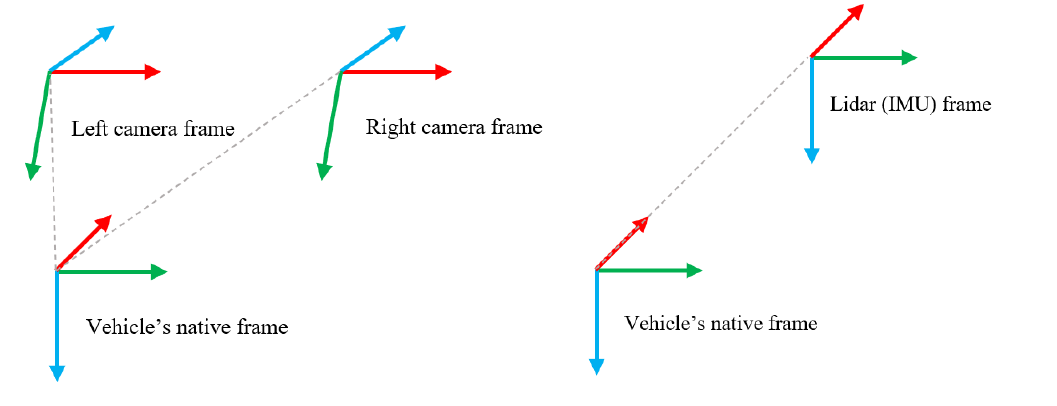 Left camera frame
Right camera frame
Vehicle's native frame
Lidar (IMU) frame
Vehicle's native frame